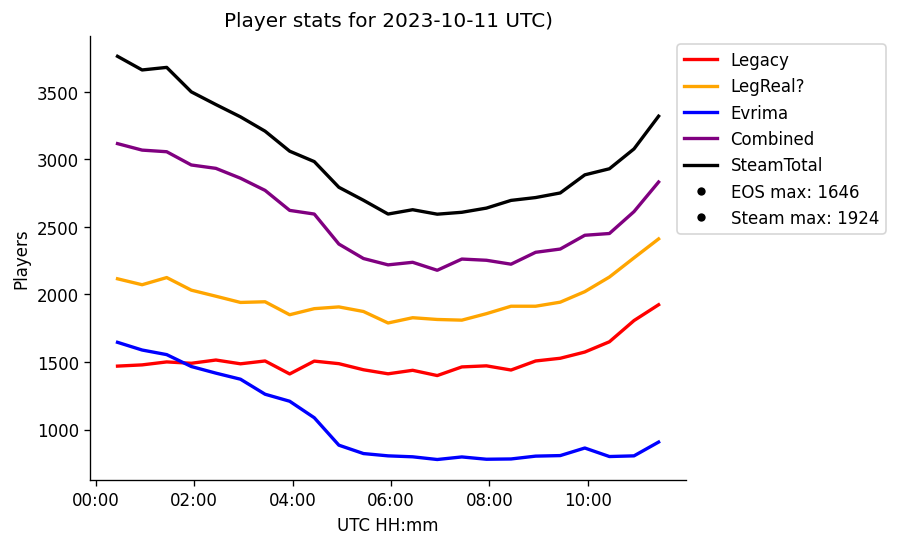 Player stats for 2023-10-11 UTC)
Players
3500
3000
2500
2000
1500
1000
00:00
02:00
04:00
06:00
08:00
10:00
UTC HH:mm
Legacy
LegReal?
Evrima
Combined
SteamTotal
EOS max: 1646
Steam max: 1924